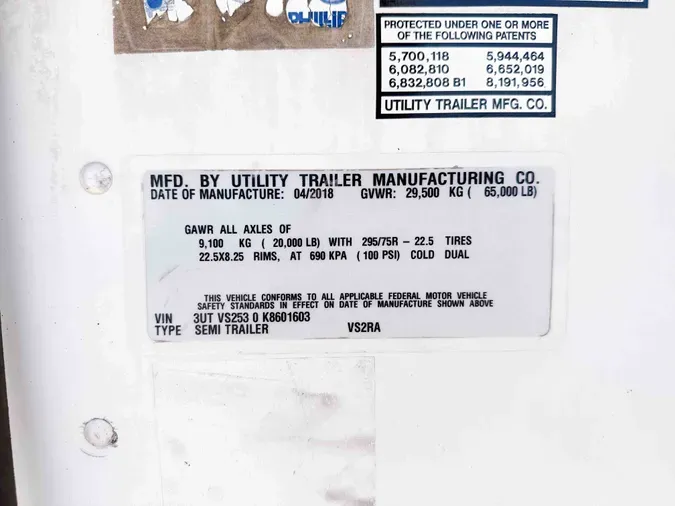 PROTECTED UNDER ONE OR MORE
OF THE FOLLOWING PATENTS
5,700,118 5,944,464
6,082,810 6,652,019
6,832,808 B1 8,191,956
UTILITY TRAILER MFG. CO.
MFD. BY UTILITY TRAILER MANUFACTURING CO.
DATE OF MANUFACTURE: 04/2018 GVWR: 29,500 KG ( 65,000 LB)
GAWR ALL AXLES OF
9,100 KG ( 20,000 LB) WITH 295/75R - 22.5 TIRES
22.5X8.25 RIMS, AT 690 KPA ( 100 PSI) COLD DUAL
THIS VEHICLE CONFORMS TO ALL APPLICABLE FEDERAL MOTOR VEHICLE
SAFETY STANDARDS IN EFFECT ON DATE OF MANUFACTURE SHOWN ABOVE
VIN 3UT VS253 0 K8601603
TYPE SEMI TRAILER VS2RA